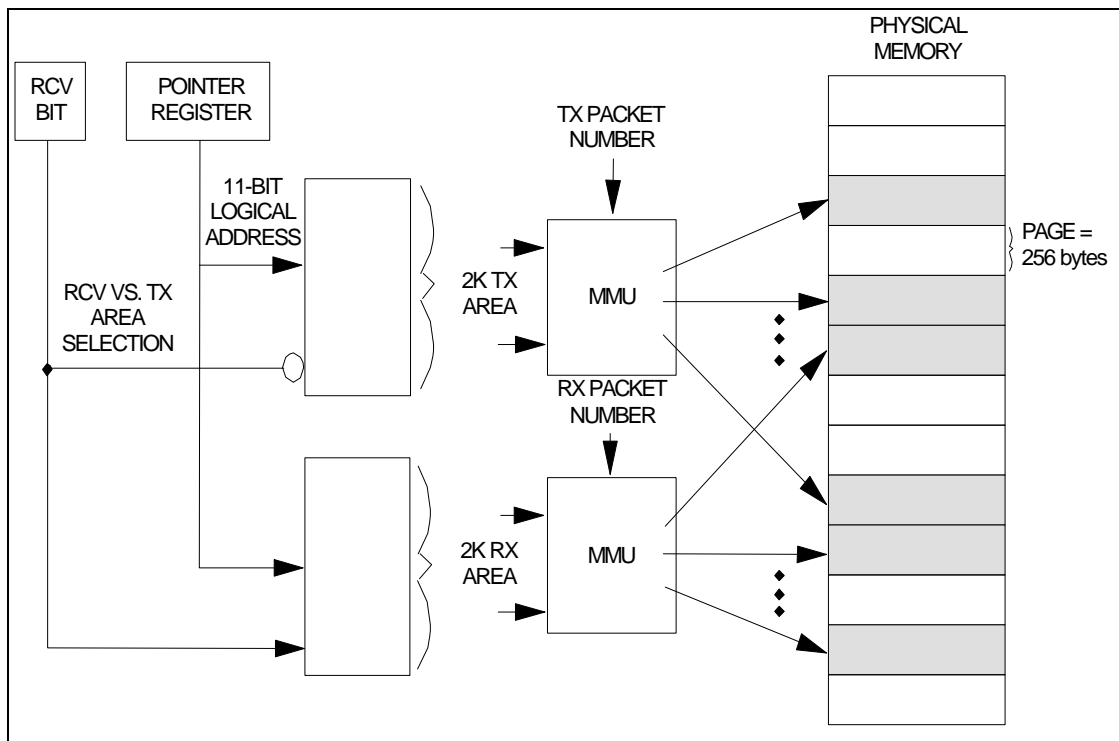 PHYSICAL
MEMORY
RCV
BIT
POINTER
REGISTER
TX PACKET
NUMBER
11-BIT
LOGICAL
ADDRESS
PAGE =
256 bytes
RCV VS. TX
AREA
SELECTION
2K TX
AREA
MMU
RX PACKET
NUMBER
2K RX
AREA
MMU